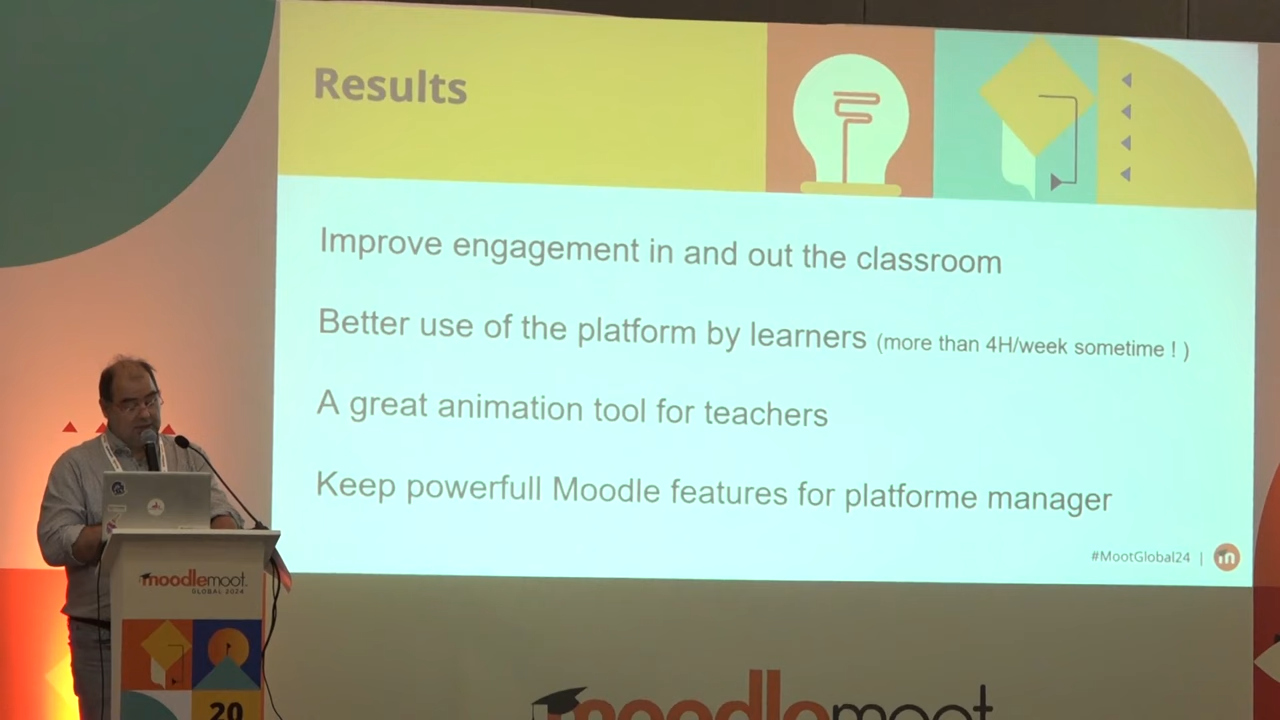 Results
Improve engagement in and out the classroom
Better use of the platform by learners (more than 4H/week sometime ! )
A great animation tool for teachers
Keep powerfull Moodle features for platforme manager
#MootGlobal24 |
moodlemoot.
GLOBAL 2024
20
moodlemoot